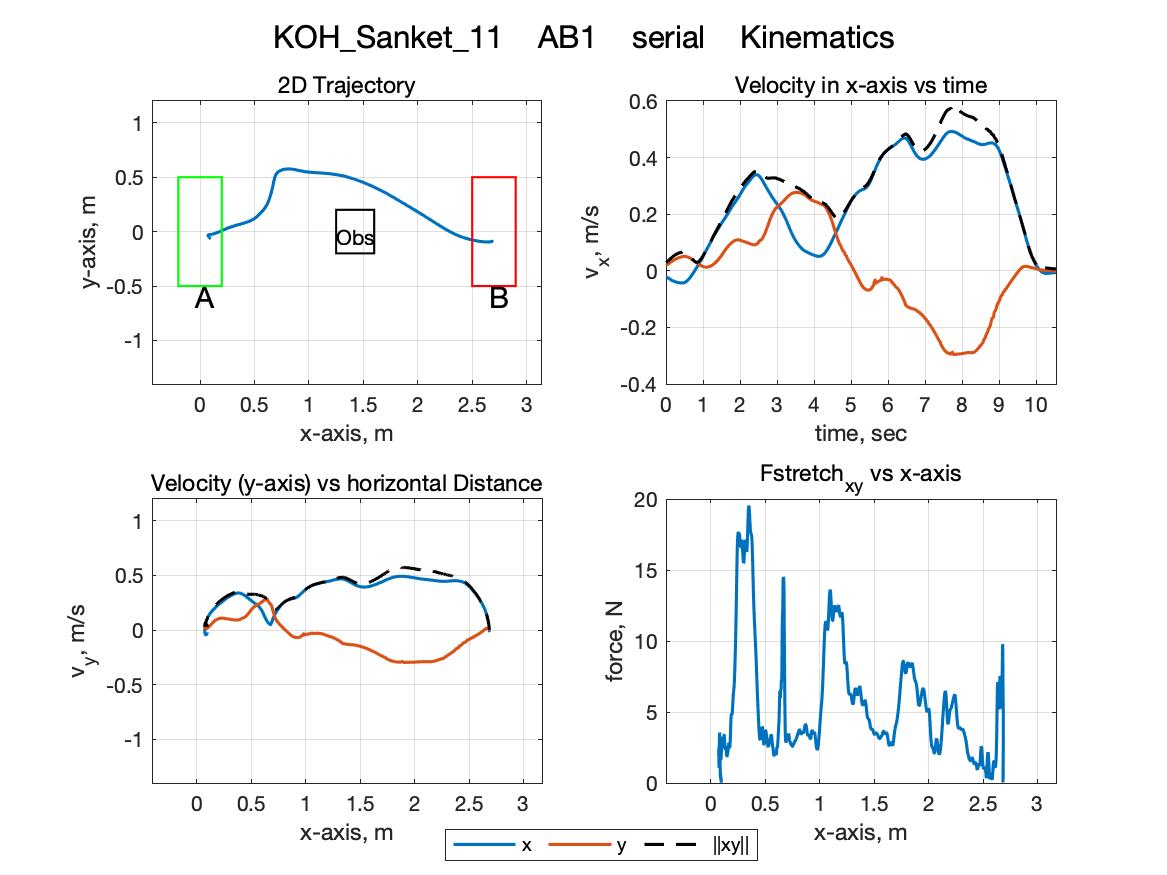 KOH_Sanket_11 AB1 serial Kinematics
2D Trajectory
1
0.5
0
-0.5
-1
y-axis, m
Obs
A
B
0 0.5 1 1.5 2 2.5 3
x-axis, m
Velocity in x-axis vs time
0.6
0.4
0.2
0
-0.2
-0.4
vx, m/s
0 1 2 3 4 5 6 7 8 9 10
time, sec
Velocity (y-axis) vs horizontal Distance
1
0.5
0
-0.5
-1
vy, m/s
0 0.5 1 1.5 2 2.5 3
x-axis, m
Fstretchxy vs x-axis
20
15
10
5
0
force, N
0 0.5 1 1.5 2 2.5 3
x-axis, m
x y ||xy||